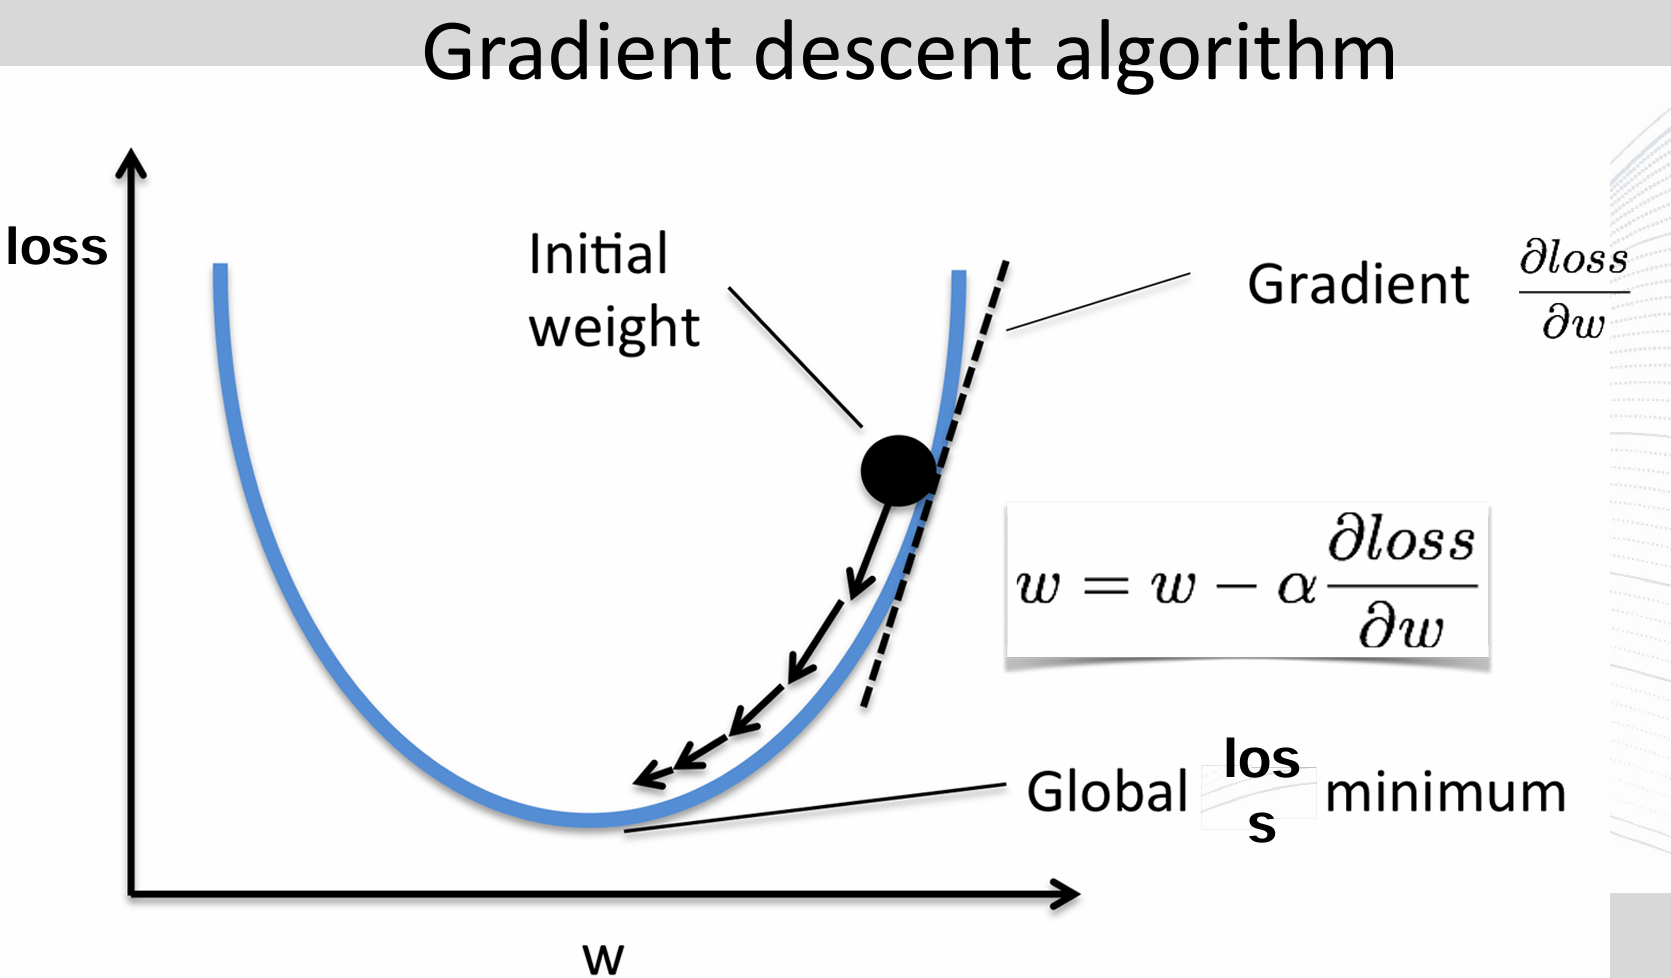 Gradient descent algorithm
loss
Initial
weight
Gradient ∂loss/∂w
w = w − α ∂loss/∂w
Global
los
s
minimum
w